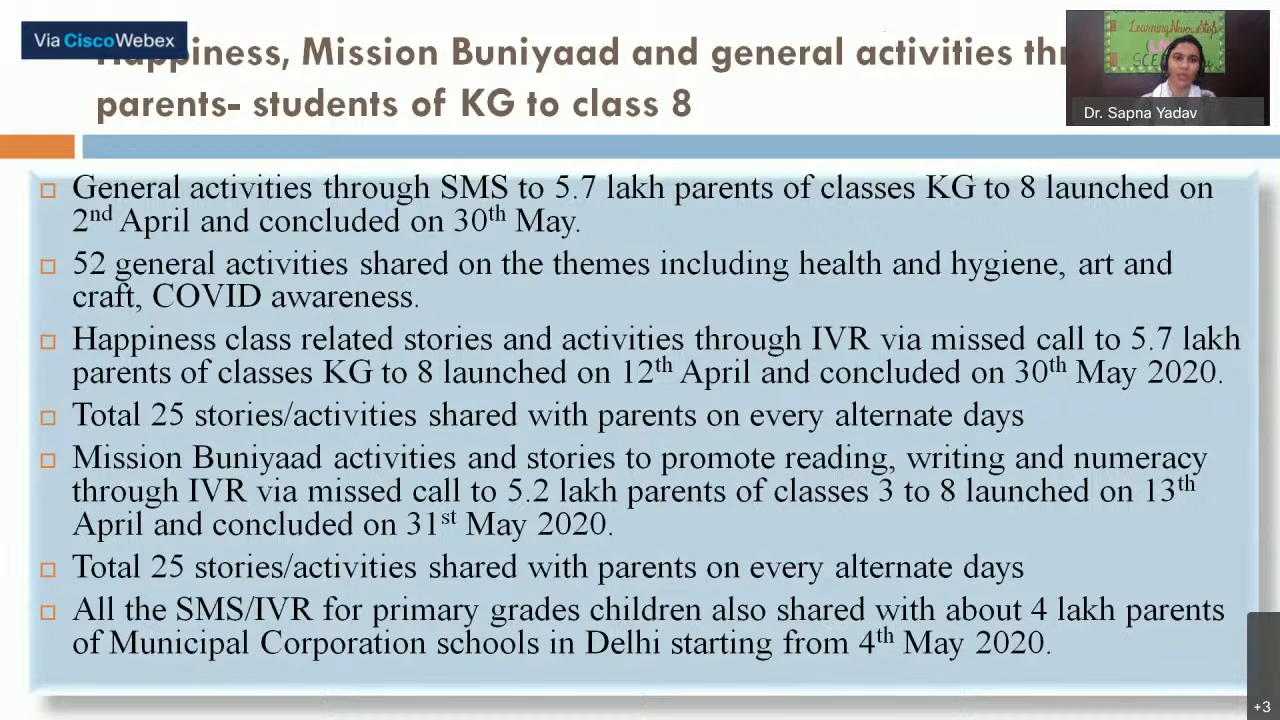 Via Cisco Webex
Happiness, Mission Buniyaad and general activities thr
parents- students of KG to class 8
Learning Never Stop
Dr. Sapna Yadav
General activities through SMS to 5.7 lakh parents of classes KG to 8 launched on
2nd April and concluded on 30th May.
52 general activities shared on the themes including health and hygiene, art and
craft, COVID awareness.
Happiness class related stories and activities through IVR via missed call to 5.7 lakh
parents of classes KG to 8 launched on 12th April and concluded on 30th May 2020.
Total 25 stories/activities shared with parents on every alternate days
Mission Buniyaad activities and stories to promote reading, writing and numeracy
through IVR via missed call to 5.2 lakh parents of classes 3 to 8 launched on 13th
April and concluded on 31st May 2020.
Total 25 stories/activities shared with parents on every alternate days
All the SMS/IVR for primary grades children also shared with about 4 lakh parents
of Municipal Corporation schools in Delhi starting from 4th May 2020.
+3